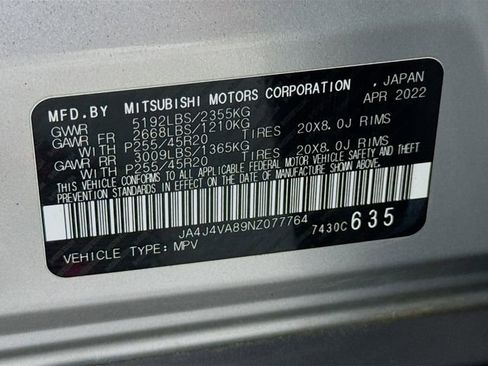 MFD.BY MITSUBISHI MOTORS CORPORATION . JAPAN
GVWR 5192LBS/2355KG APR 2022
GAWR FR 2668LBS/1210KG
WITH P255/45R20 TIRES 20X8.0J RIMS
GAWR RR 3009LBS/1365KG
WITH P255/45R20 TIRES 20X8.0J RIMS
THIS VEHICLE CONFORMS TO ALL APPLICABLE FEDERAL MOTOR VEHICLE SAFETY AND THEFT
PREVENTION STANDARDS IN EFFECT ON THE DATE OF MANUFACTURE SHOWN ABOVE.
JA4J4VA89NZ077764
VEHICLE TYPE: MPV 7430C 635